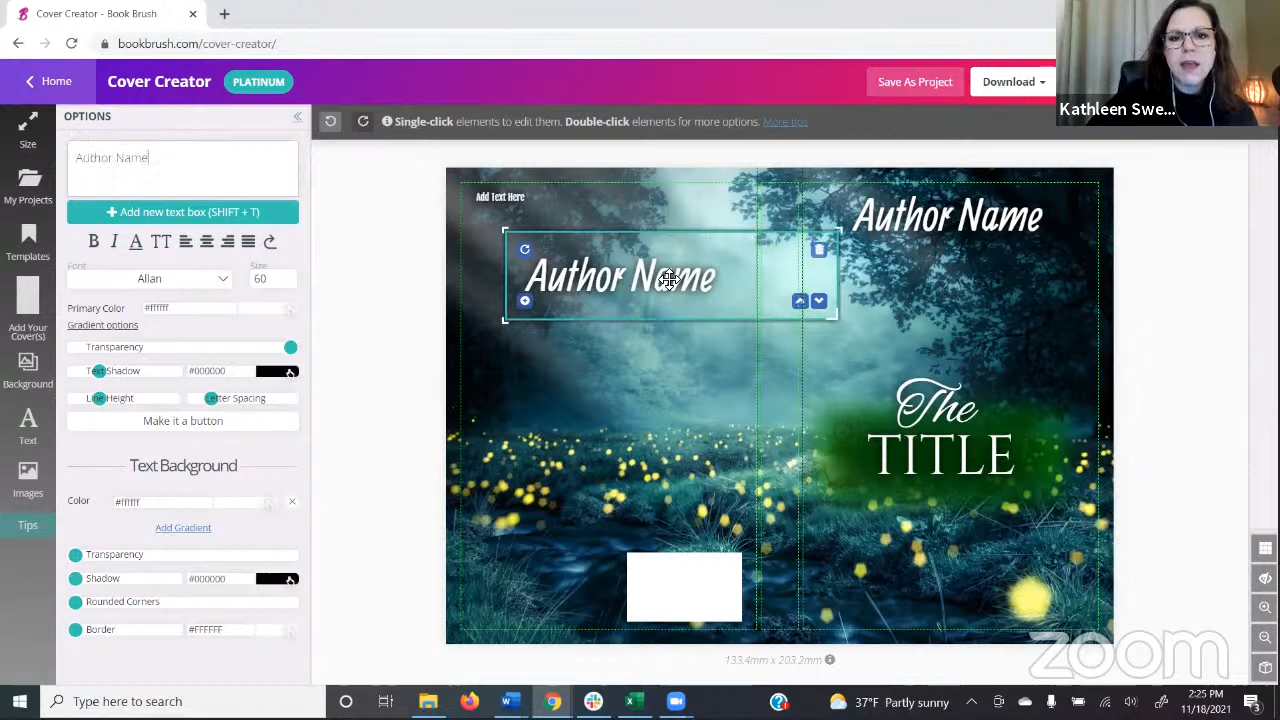 Cover Creator - Book Brush
bookbrush.com/cover-creator/
Home
Cover Creator
PLATINUM
Save As Project
Download
Kathleen Swe...
OPTIONS
Single-click elements to edit them. Double-click elements for more options. More tips
Size
My Projects
Templates
Add Your
Cover(s)
Background
Text
Images
Tips
Author Name
Add new text box (SHIFT + T)
B I A TT
Font
Size
Allan
60
Primary Color
#ffffff
Gradient options
Transparency
Text Shadow
#000000
Line Height
Letter Spacing
Make it a button
Text Background
Color
#ffffff
Add Gradient
Transparency
Shadow
#000000
Rounded Corners
Border
#FFFFFF
Add Text Here
Author Name
Author Name
The
TITLE
133.4mm x 203.2mm
zoom
Type here to search
37°F Partly sunny
2:25 PM
11/18/2021